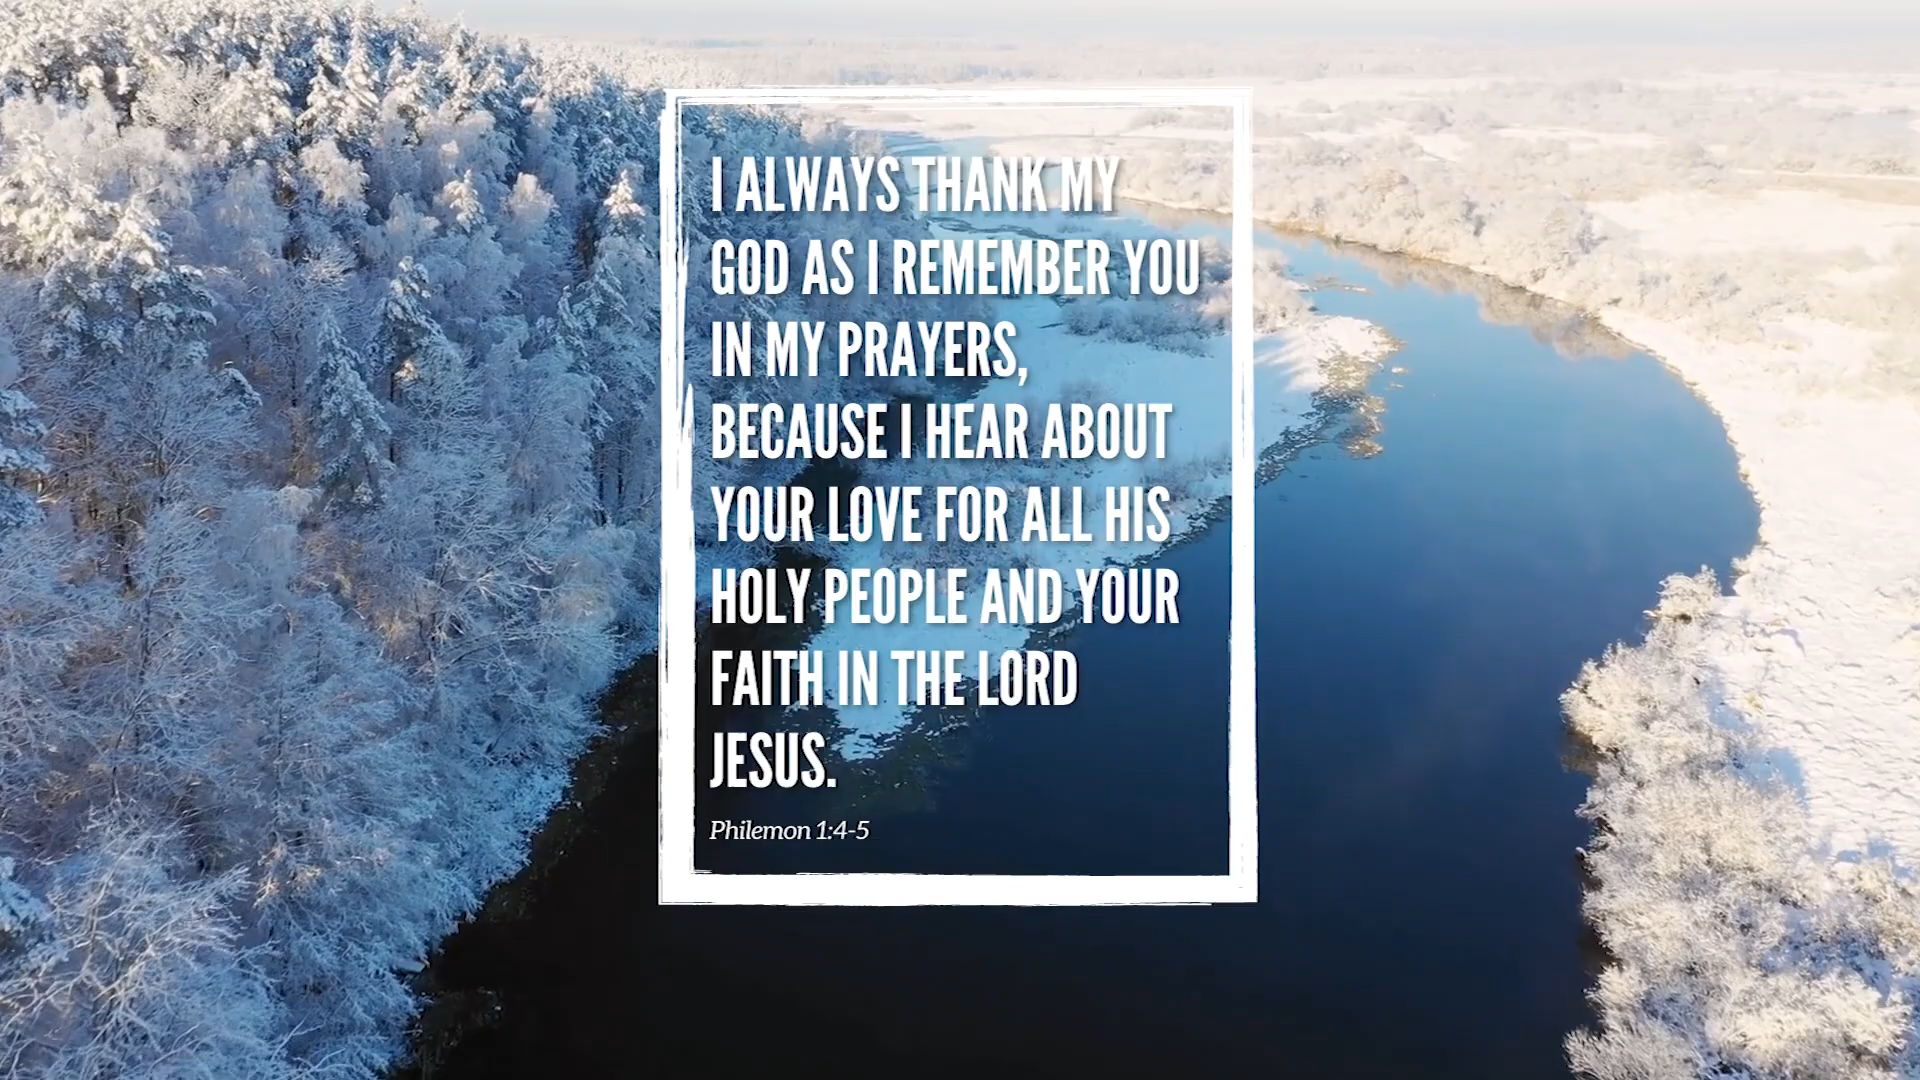 I ALWAYS THANK MY
GOD AS I REMEMBER YOU
IN MY PRAYERS,
BECAUSE I HEAR ABOUT
YOUR LOVE FOR ALL HIS
HOLY PEOPLE AND YOUR
FAITH IN THE LORD
JESUS.
Philemon 1:4-5